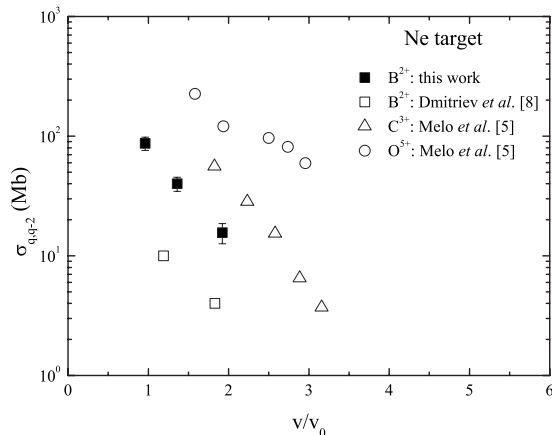 Ne target
B²⁺: this work
B²⁺: Dmitriev et al. [8]
C³⁺: Melo et al. [5]
O⁵⁺: Melo et al. [5]
σ_{q,q-2} (Mb)
10³
10²
10¹
10⁰
0 1 2 3 4 5 6
v/v₀